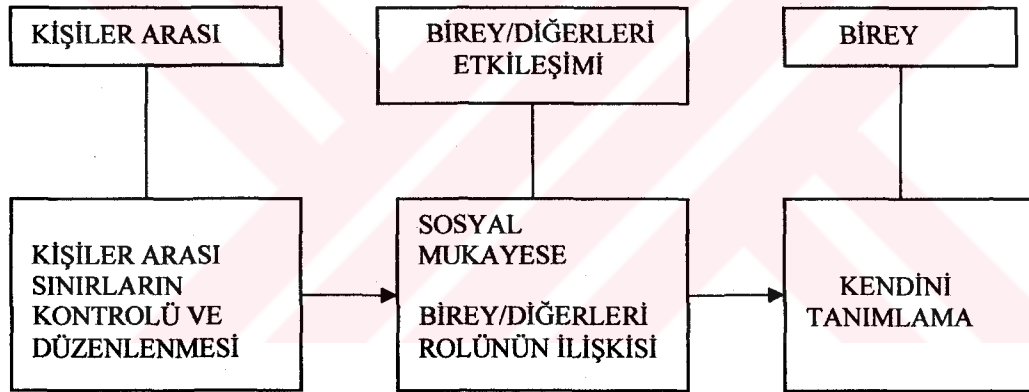 KİŞİLER ARASI
BİREY/DİĞERLERİ
ETKİLEŞİMİ
BİREY
KİŞİLER ARASI
SINIRLARIN
KONTROLÜ VE
DÜZENLENMESİ
SOSYAL
MUKAYESE
BİREY/DİĞERLERİ
ROLÜNÜN İLİŞKİSİ
KENDİNİ
TANIMLAMA